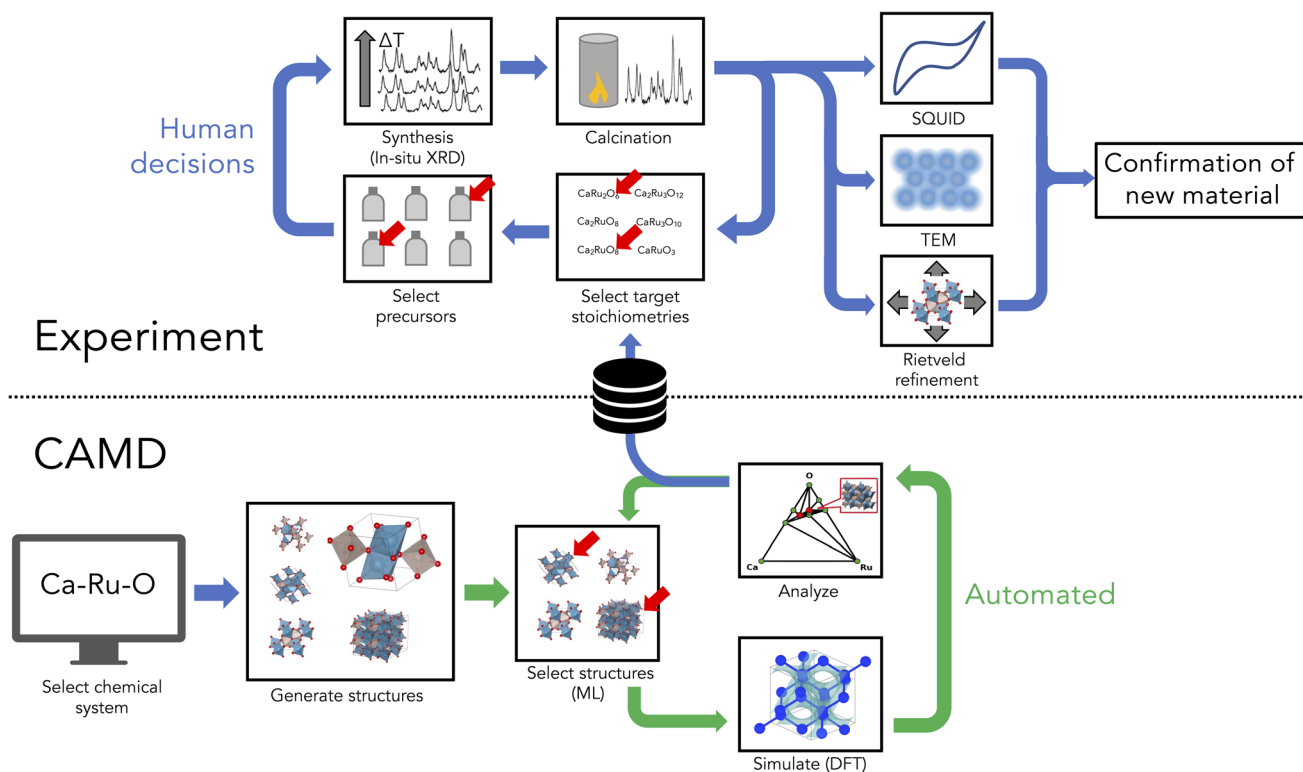 ΔT
Synthesis
(In-situ XRD)
Calcination
SQUID
Human
decisions
CaRu₂O₆ Ca₂Ru₃O₁₂
Ca₂RuO₈ CaRu₃O₁₀
Ca₂RuO₈ CaRuO₃
TEM
Confirmation of
new material
Select
precursors
Select target
stoichiometries
Rietveld
refinement
Experiment
CAMD
Ca-Ru-O
Select chemical
system
Generate structures
Select structures
(ML)
O
Ca
Ru
Analyze
Automated
Simulate (DFT)